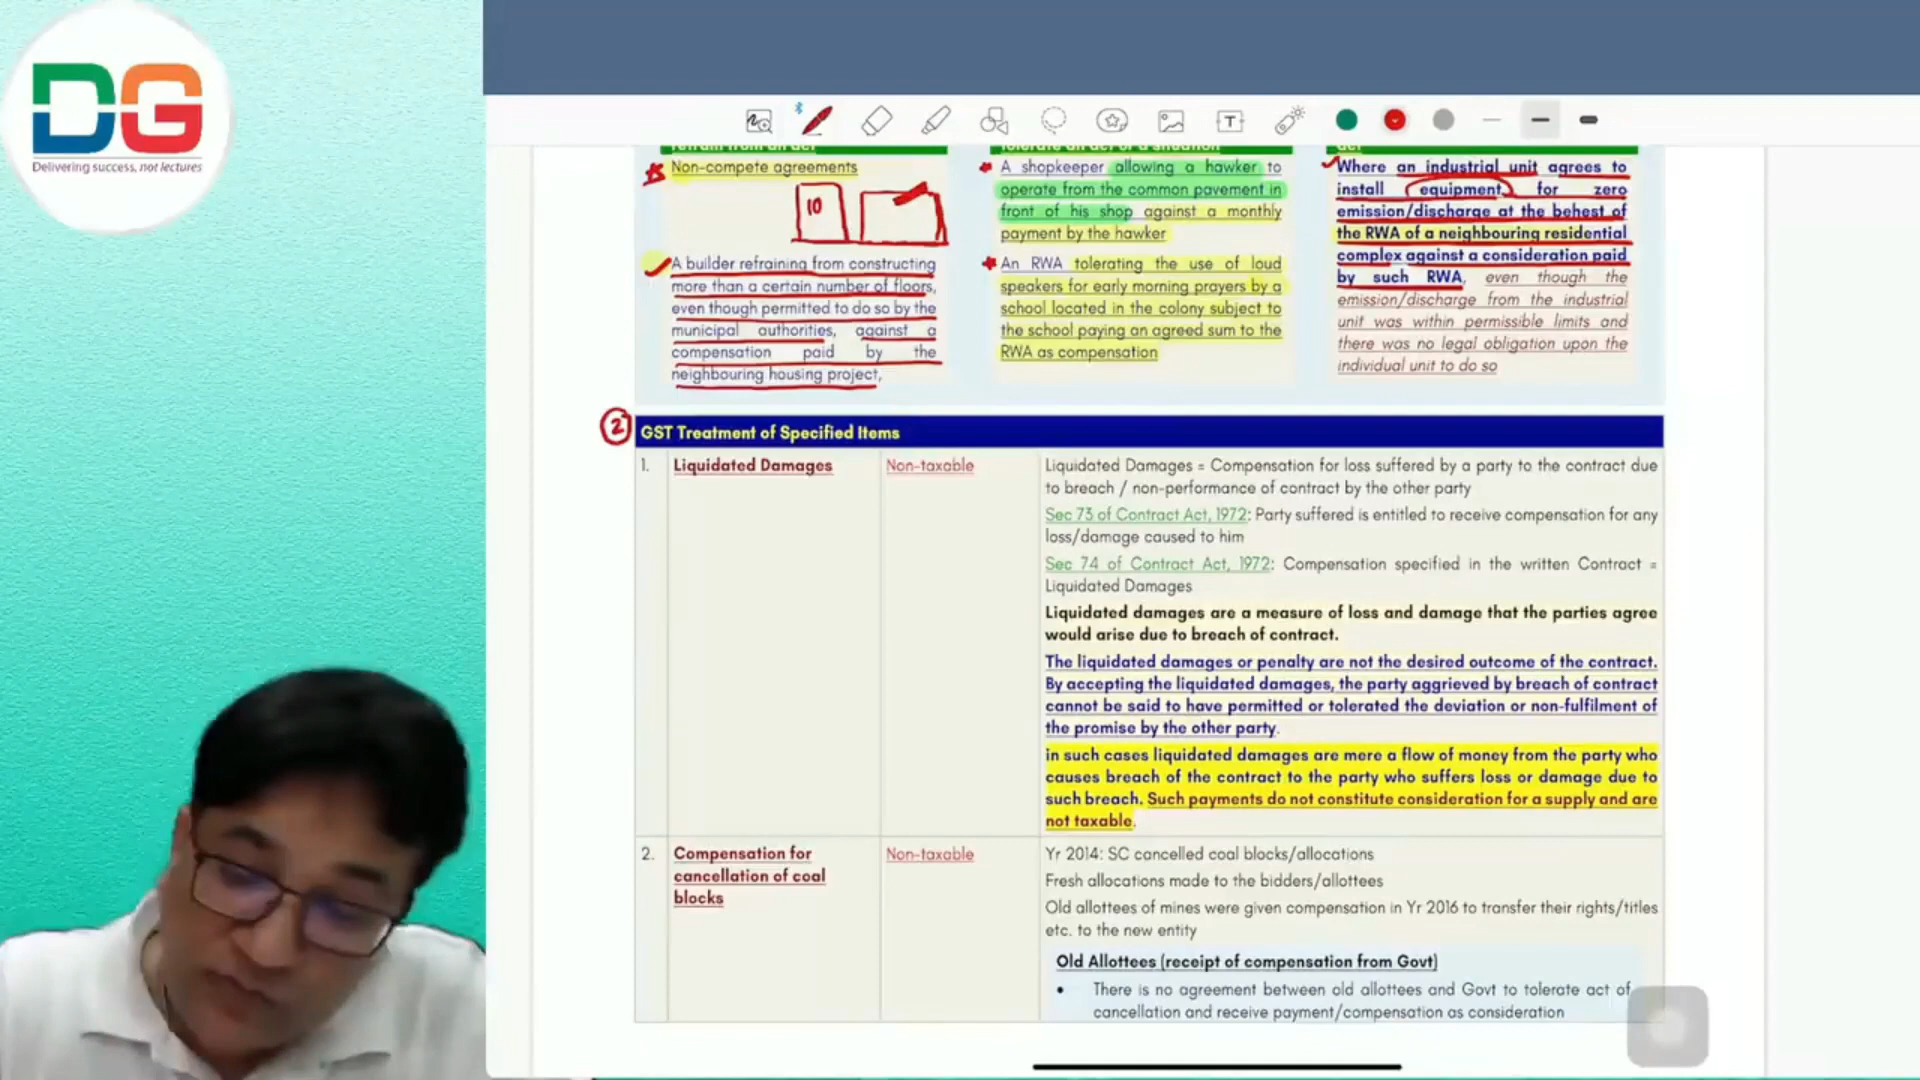 DG
Delivering success, not lectures
T
refrain from an act
tolerate an act or a situation
act
Non-compete agreements
10
A builder refraining from constructing
more than a certain number of floors,
even though permitted to do so by the
municipal authorities, against a
compensation paid by the
neighbouring housing project,
A shopkeeper allowing a hawker to
operate from the common pavement in
front of his shop against a monthly
payment by the hawker
An RWA tolerating the use of loud
speakers for early morning prayers by a
school located in the colony subject to
the school paying an agreed sum to the
RWA as compensation
Where an industrial unit agrees to
install equipment for zero
emission/discharge at the behest of
the RWA of a neighbouring residential
complex against a consideration paid
by such RWA, even though the
emission/discharge from the industrial
unit was within permissible limits and
there was no legal obligation upon the
individual unit to do so
2
GST Treatment of Specified Items
1. Liquidated Damages Non-taxable
Liquidated Damages = Compensation for loss suffered by a party to the contract due
to breach / non-performance of contract by the other party
Sec 73 of Contract Act, 1972: Party suffered is entitled to receive compensation for any
loss/damage caused to him
Sec 74 of Contract Act, 1972: Compensation specified in the written Contract =
Liquidated Damages
Liquidated damages are a measure of loss and damage that the parties agree
would arise due to breach of contract.
The liquidated damages or penalty are not the desired outcome of the contract.
By accepting the liquidated damages, the party aggrieved by breach of contract
cannot be said to have permitted or tolerated the deviation or non-fulfilment of
the promise by the other party.
in such cases liquidated damages are mere a flow of money from the party who
causes breach of the contract to the party who suffers loss or damage due to
such breach. Such payments do not constitute consideration for a supply and are
not taxable.
2. Compensation for
cancellation of coal
blocks
Non-taxable
Yr 2014: SC cancelled coal blocks/allocations
Fresh allocations made to the bidders/allottees
Old allottees of mines were given compensation in Yr 2016 to transfer their rights/titles
etc. to the new entity
Old Allottees (receipt of compensation from Govt)
• There is no agreement between old allottees and Govt to tolerate act of
cancellation and receive payment/compensation as consideration